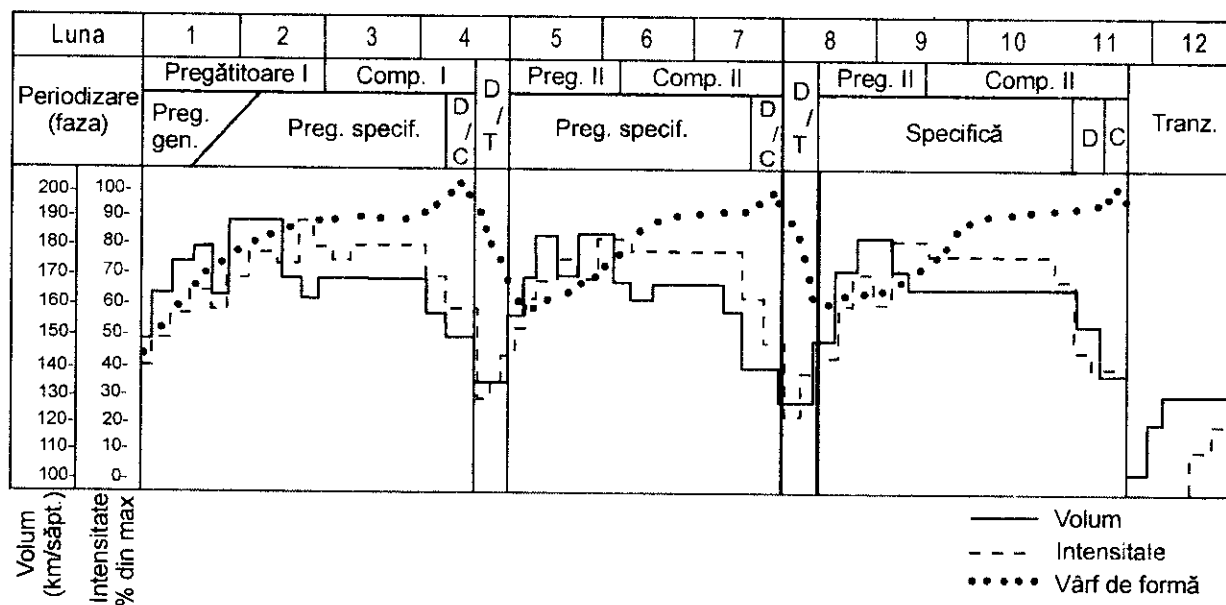 Luna 1 2 3 4 5 6 7 8 9 10 11 12
Periodizare (faza)
Pregătitoare I Comp. I D/T Preg. II Comp. II D/T Preg. II Comp. II Tranz.
Preg. gen. Preg. specif. D/C Preg. specif. D/C Specifică D C
200- 100-
190- 90-
180- 80-
170- 70-
160- 60-
150- 50-
140- 40-
130- 30-
120- 20-
110- 10-
100- 0-
Volum (km/săpt.)
Intensitate % din max
Volum
Intensitate
Vârf de formă